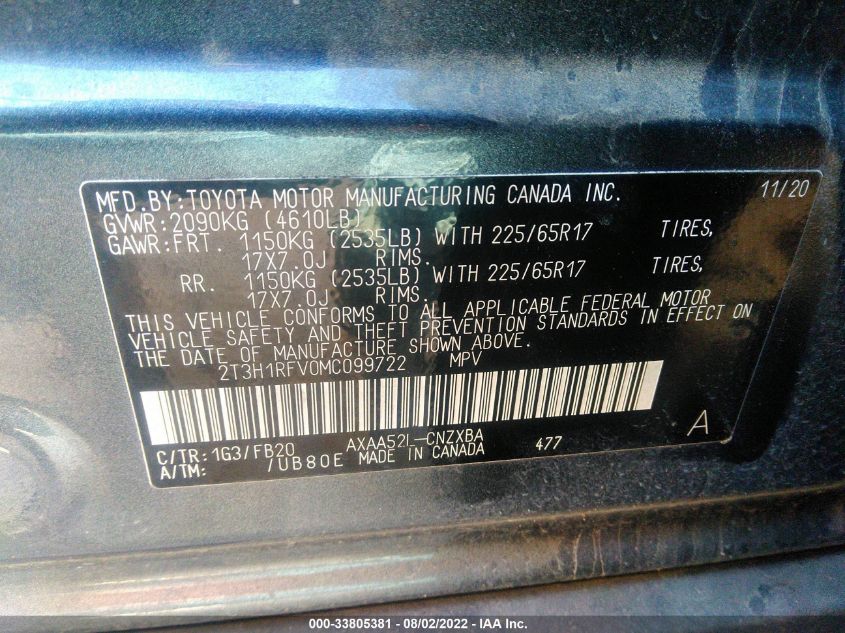 MFD.BY:TOYOTA MOTOR MANUFACTURING CANADA INC. 11/20
GVWR:2090KG (4610LB)
GAWR:FRT. 1150KG (2535LB) WITH 225/65R17 TIRES,
17X7.0J RIMS.
RR. 1150KG (2535LB) WITH 225/65R17 TIRES,
17X7.0J RIMS.
THIS VEHICLE CONFORMS TO ALL APPLICABLE FEDERAL MOTOR
VEHICLE SAFETY AND THEFT PREVENTION STANDARDS IN EFFECT ON
THE DATE OF MANUFACTURE SHOWN ABOVE.
2T3H1RFV0MC099722 MPV
A
C/TR:1G3/FB20 AXAA52L-CNZXBA 477
A/TM: /UB80E MADE IN CANADA
000-33805381 - 08/02/2022 - IAA Inc.